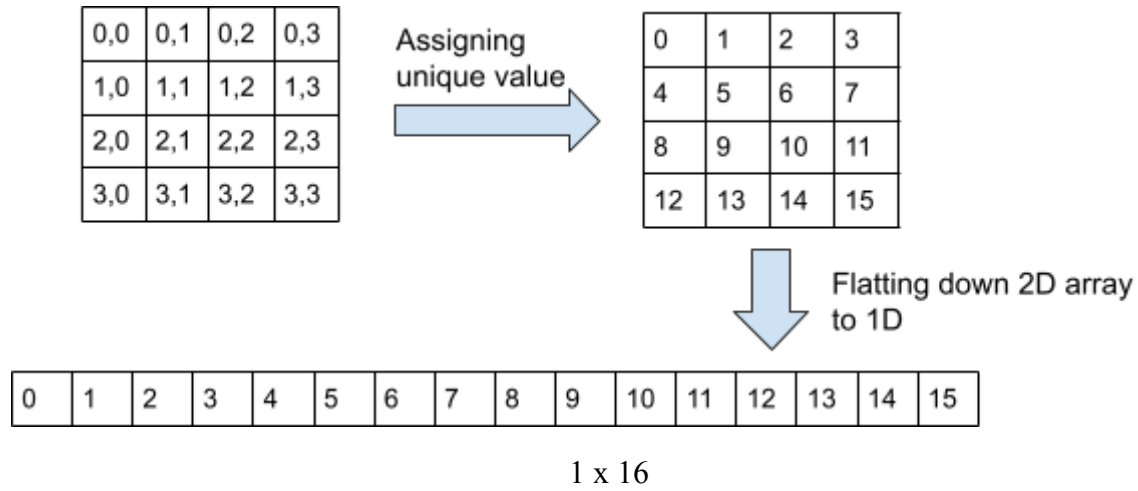 0,0 0,1 0,2 0,3
1,0 1,1 1,2 1,3
2,0 2,1 2,2 2,3
3,0 3,1 3,2 3,3
Assigning
unique value
0 1 2 3
4 5 6 7
8 9 10 11
12 13 14 15
Flatting down 2D array
to 1D
0 1 2 3 4 5 6 7 8 9 10 11 12 13 14 15
1 x 16